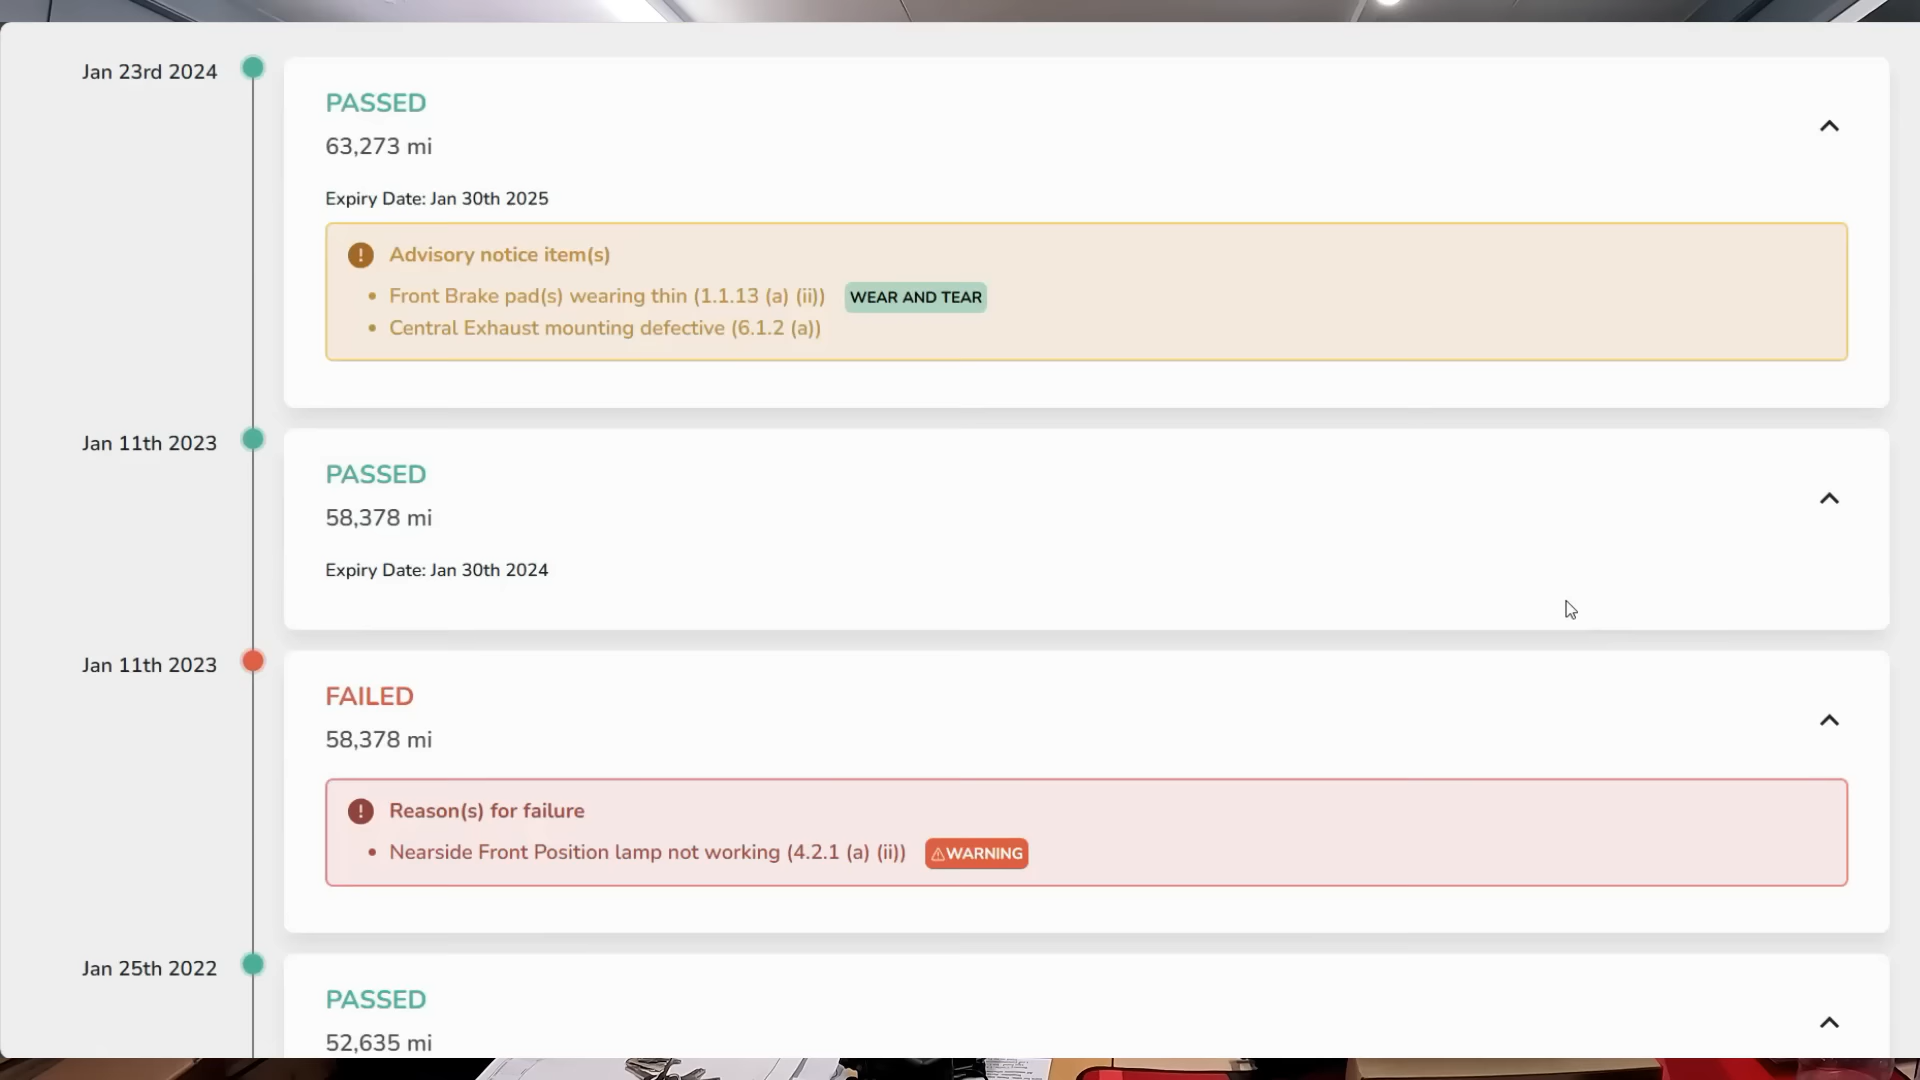 Jan 23rd 2024
PASSED
63,273 mi
Expiry Date: Jan 30th 2025
Advisory notice item(s)
• Front Brake pad(s) wearing thin (1.1.13 (a) (ii)) WEAR AND TEAR
• Central Exhaust mounting defective (6.1.2 (a))
Jan 11th 2023
PASSED
58,378 mi
Expiry Date: Jan 30th 2024
Jan 11th 2023
FAILED
58,378 mi
Reason(s) for failure
• Nearside Front Position lamp not working (4.2.1 (a) (ii)) ⚠WARNING
Jan 25th 2022
PASSED
52,635 mi